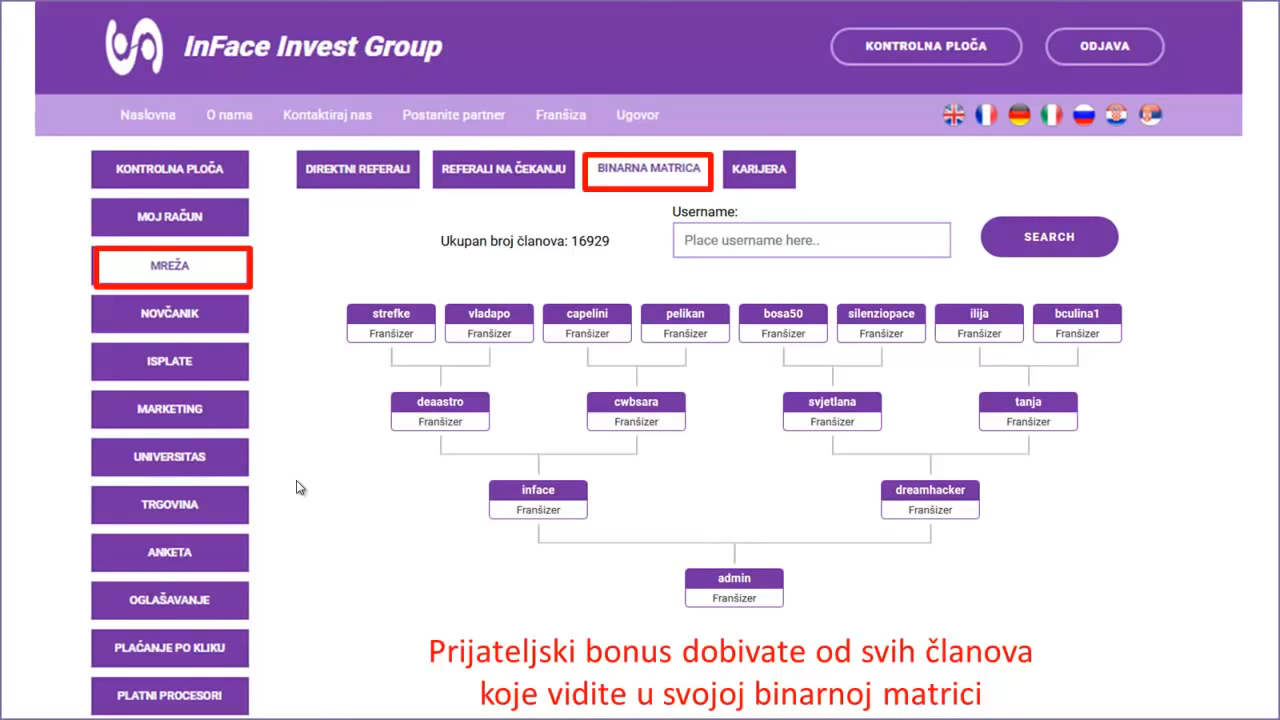 InFace Invest Group
KONTROLNA PLOČA
ODJAVA
Naslovna
O nama
Kontaktiraj nas
Postanite partner
Franšiza
Ugovor
KONTROLNA PLOČA
MOJ RAČUN
MREŽA
NOVČANIK
ISPLATE
MARKETING
UNIVERSITAS
TRGOVINA
ANKETA
OGLAŠAVANJE
PLAĆANJE PO KLIKU
PLATNI PROCESORI
DIREKTNI REFERALI
REFERALI NA ČEKANJU
BINARNA MATRICA
KARIJERA
Ukupan broj članova: 16929
Username:
Place username here..
SEARCH
strefke
Franšizer
vladapo
Franšizer
capelini
Franšizer
pelikan
Franšizer
bosa50
Franšizer
silenziopace
Franšizer
ilija
Franšizer
bculina1
Franšizer
deaastro
Franšizer
cwbsara
Franšizer
svjetlana
Franšizer
tanja
Franšizer
inface
Franšizer
dreamhacker
Franšizer
admin
Franšizer
Prijateljski bonus dobivate od svih članova
koje vidite u svojoj binarnoj matrici